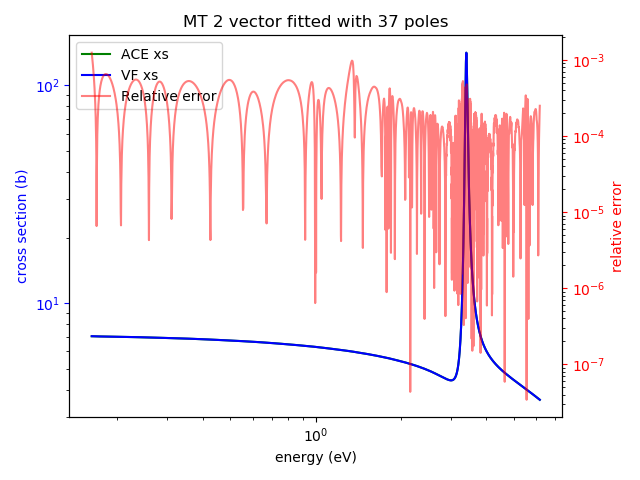 MT 2 vector fitted with 37 poles
ACE xs
VF xs
Relative error
cross section (b)
10²
10¹
10⁻³
10⁻⁴
10⁻⁵
10⁻⁶
10⁻⁷
relative error
10⁰
energy (eV)